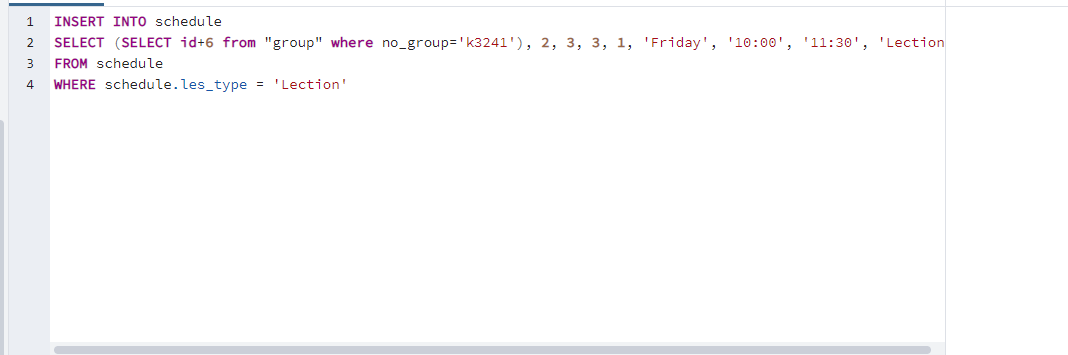 1 INSERT INTO schedule
2 SELECT (SELECT id+6 from "group" where no_group='k3241'), 2, 3, 3, 1, 'Friday', '10:00', '11:30', 'Lection
3 FROM schedule
4 WHERE schedule.les_type = 'Lection'